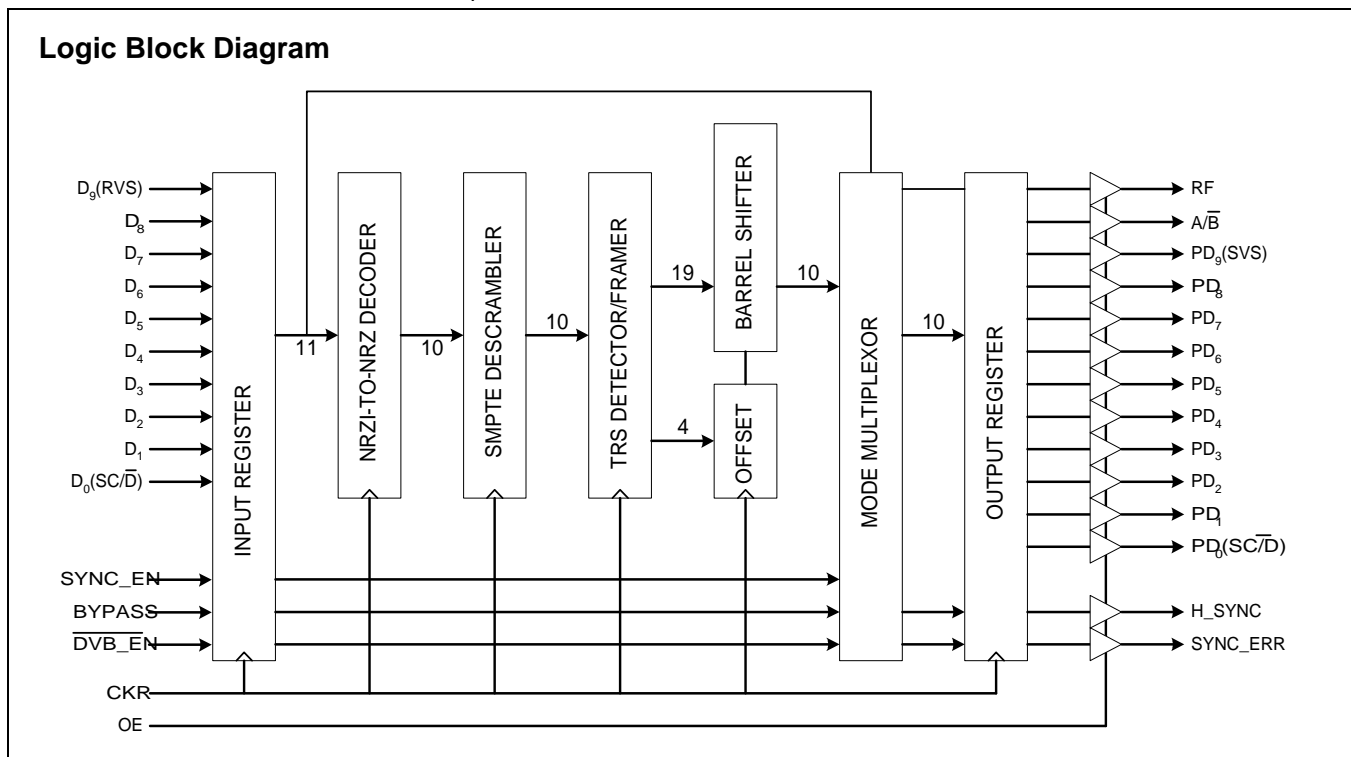 Logic Block Diagram
D9(RVS)
D8
D7
D6
D5
D4
D3
D2
D1
D0(SC/D̅)
SYNC_EN
BYPASS
D̅V̅B̅_̅E̅N̅
CKR
OE
INPUT REGISTER
11
NRZI-TO-NRZ DECODER
10
SMPTE DESCRAMBLER
10
TRS DETECTOR/FRAMER
19
4
BARREL SHIFTER
OFFSET
10
MODE MULTIPLEXOR
10
OUTPUT REGISTER
RF
A/B̅
PD9(SVS)
PD8
PD7
PD6
PD5
PD4
PD3
PD2
PD1
PD0(SC/D̅)
H_SYNC
SYNC_ERR